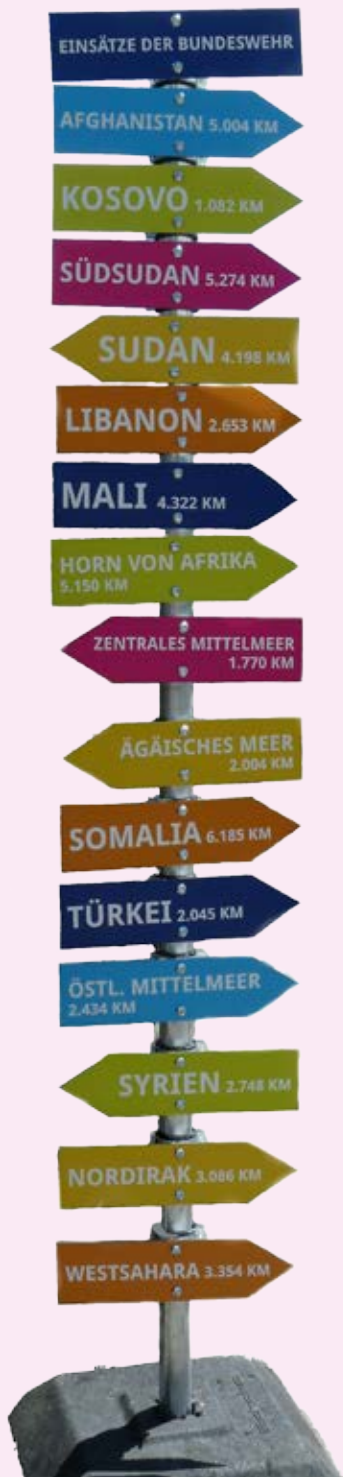 EINSÄTZE DER BUNDESWEHR
AFGHANISTAN 5.004 KM
KOSOVO 1.082 KM
SÜDSUDAN 5.274 KM
SUDAN 4.198 KM
LIBANON 2.653 KM
MALI 4.322 KM
HORN VON AFRIKA
5.150 KM
ZENTRALES MITTELMEER
1.770 KM
ÄGÄISCHES MEER
2.004 KM
SOMALIA 6.185 KM
TÜRKEI 2.045 KM
ÖSTL. MITTELMEER
2.434 KM
SYRIEN 2.748 KM
NORDIRAK 3.086 KM
WESTSAHARA 3.354 KM